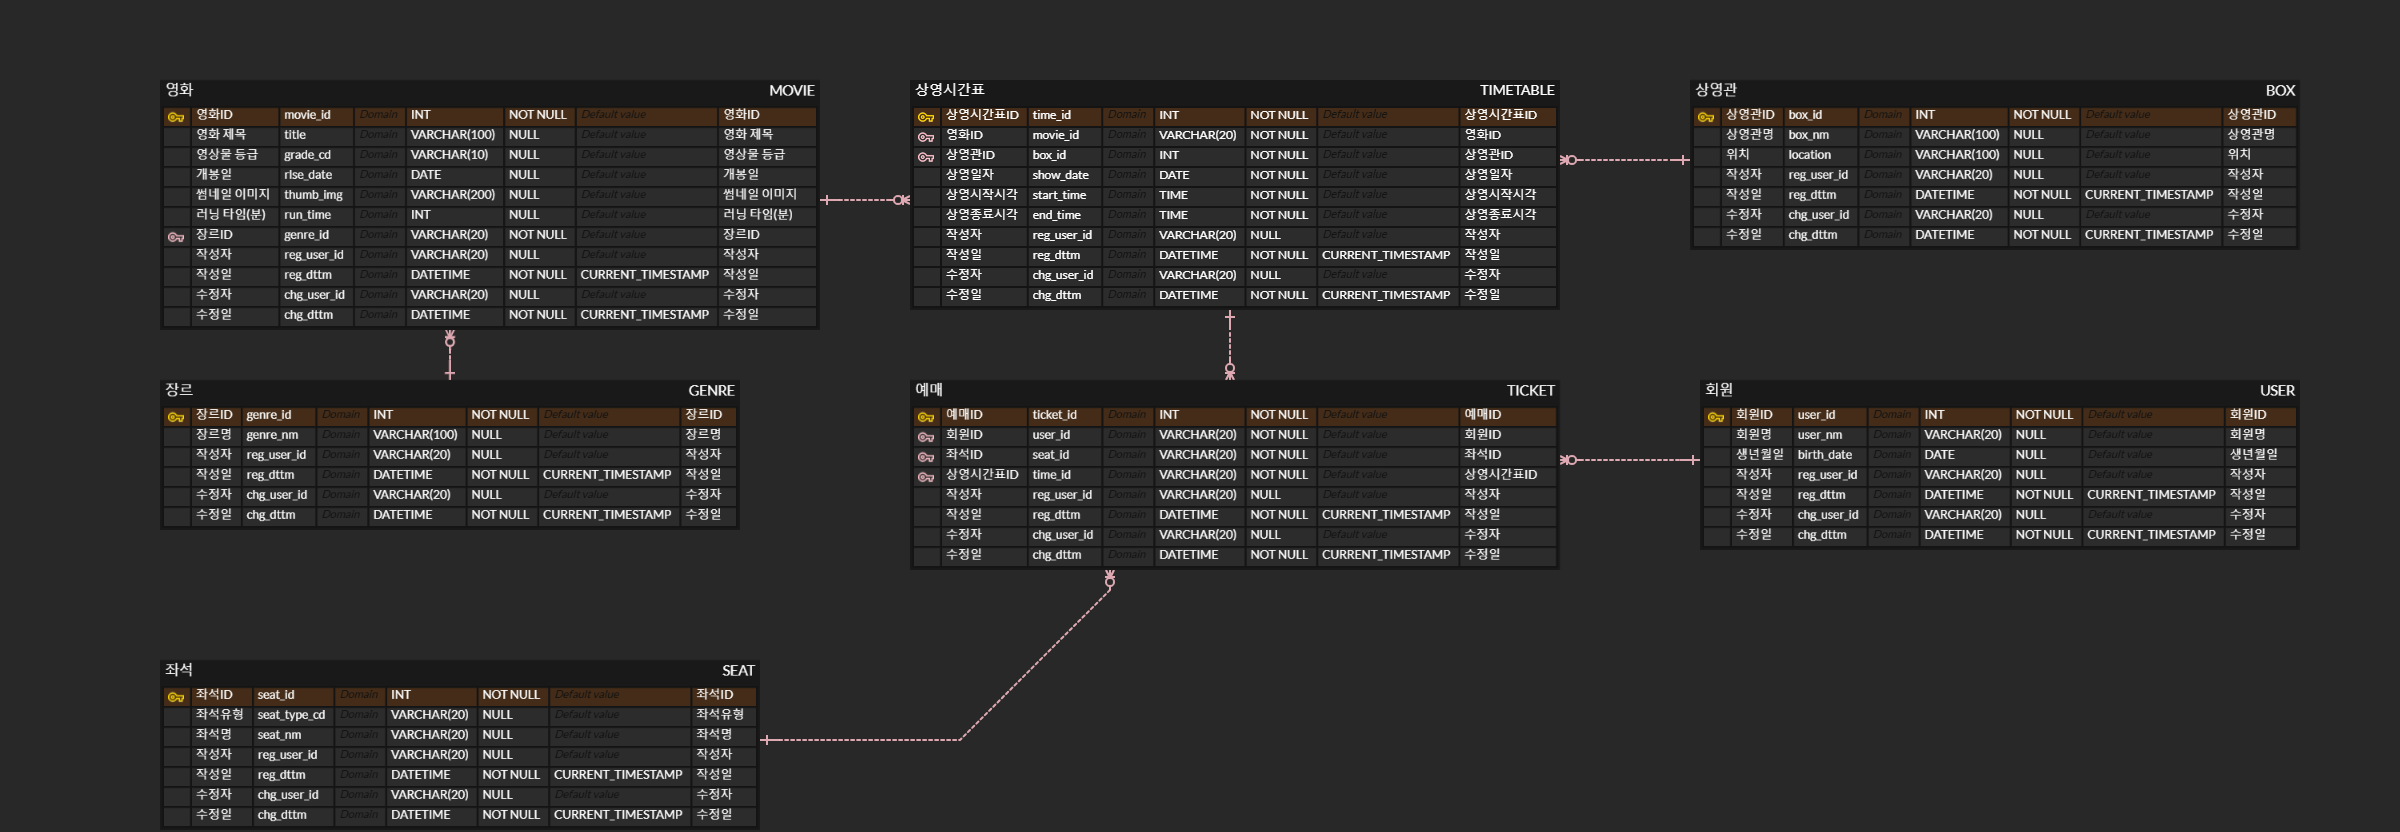 영화 MOVIE
영화ID movie_id Domain INT NOT NULL Default value 영화ID
영화 제목 title Domain VARCHAR(100) NULL Default value 영화 제목
영상물 등급 grade_cd Domain VARCHAR(10) NULL Default value 영상물 등급
개봉일 rlse_date Domain DATE NULL Default value 개봉일
썸네일 이미지 thumb_img Domain VARCHAR(200) NULL Default value 썸네일 이미지
러닝 타임(분) run_time Domain INT NULL Default value 러닝 타임(분)
장르ID genre_id Domain VARCHAR(20) NOT NULL Default value 장르ID
작성자 reg_user_id Domain VARCHAR(20) NULL Default value 작성자
작성일 reg_dttm Domain DATETIME NOT NULL CURRENT_TIMESTAMP 작성일
수정자 chg_user_id Domain VARCHAR(20) NULL Default value 수정자
수정일 chg_dttm Domain DATETIME NOT NULL CURRENT_TIMESTAMP 수정일
상영시간표 TIMETABLE
상영시간표ID time_id Domain INT NOT NULL Default value 상영시간표ID
영화ID movie_id Domain VARCHAR(20) NOT NULL Default value 영화ID
상영관ID box_id Domain INT NOT NULL Default value 상영관ID
상영일자 show_date Domain DATE NOT NULL Default value 상영일자
상영시작시각 start_time Domain TIME NOT NULL Default value 상영시작시각
상영종료시각 end_time Domain TIME NOT NULL Default value 상영종료시각
작성자 reg_user_id Domain VARCHAR(20) NULL Default value 작성자
작성일 reg_dttm Domain DATETIME NOT NULL CURRENT_TIMESTAMP 작성일
수정자 chg_user_id Domain VARCHAR(20) NULL Default value 수정자
수정일 chg_dttm Domain DATETIME NOT NULL CURRENT_TIMESTAMP 수정일
상영관 BOX
상영관ID box_id Domain INT NOT NULL Default value 상영관ID
상영관명 box_nm Domain VARCHAR(100) NULL Default value 상영관명
위치 location Domain VARCHAR(100) NULL Default value 위치
작성자 reg_user_id Domain VARCHAR(20) NULL Default value 작성자
작성일 reg_dttm Domain DATETIME NOT NULL CURRENT_TIMESTAMP 작성일
수정자 chg_user_id Domain VARCHAR(20) NULL Default value 수정자
수정일 chg_dttm Domain DATETIME NOT NULL CURRENT_TIMESTAMP 수정일
장르 GENRE
장르ID genre_id Domain INT NOT NULL Default value 장르ID
장르명 genre_nm Domain VARCHAR(100) NULL Default value 장르명
작성자 reg_user_id Domain VARCHAR(20) NULL Default value 작성자
작성일 reg_dttm Domain DATETIME NOT NULL CURRENT_TIMESTAMP 작성일
수정자 chg_user_id Domain VARCHAR(20) NULL Default value 수정자
수정일 chg_dttm Domain DATETIME NOT NULL CURRENT_TIMESTAMP 수정일
예매 TICKET
예매ID ticket_id Domain INT NOT NULL Default value 예매ID
회원ID user_id Domain VARCHAR(20) NOT NULL Default value 회원ID
좌석ID seat_id Domain VARCHAR(20) NOT NULL Default value 좌석ID
상영시간표ID time_id Domain VARCHAR(20) NOT NULL Default value 상영시간표ID
작성자 reg_user_id Domain VARCHAR(20) NULL Default value 작성자
작성일 reg_dttm Domain DATETIME NOT NULL CURRENT_TIMESTAMP 작성일
수정자 chg_user_id Domain VARCHAR(20) NULL Default value 수정자
수정일 chg_dttm Domain DATETIME NOT NULL CURRENT_TIMESTAMP 수정일
회원 USER
회원ID user_id Domain INT NOT NULL Default value 회원ID
회원명 user_nm Domain VARCHAR(20) NULL Default value 회원명
생년월일 birth_date Domain DATE NULL Default value 생년월일
작성자 reg_user_id Domain VARCHAR(20) NULL Default value 작성자
작성일 reg_dttm Domain DATETIME NOT NULL CURRENT_TIMESTAMP 작성일
수정자 chg_user_id Domain VARCHAR(20) NULL Default value 수정자
수정일 chg_dttm Domain DATETIME NOT NULL CURRENT_TIMESTAMP 수정일
좌석 SEAT
좌석ID seat_id Domain INT NOT NULL Default value 좌석ID
좌석유형 seat_type_cd Domain VARCHAR(20) NULL Default value 좌석유형
좌석명 seat_nm Domain VARCHAR(20) NULL Default value 좌석명
작성자 reg_user_id Domain VARCHAR(20) NULL Default value 작성자
작성일 reg_dttm Domain DATETIME NOT NULL CURRENT_TIMESTAMP 작성일
수정자 chg_user_id Domain VARCHAR(20) NULL Default value 수정자
수정일 chg_dttm Domain DATETIME NOT NULL CURRENT_TIMESTAMP 수정일